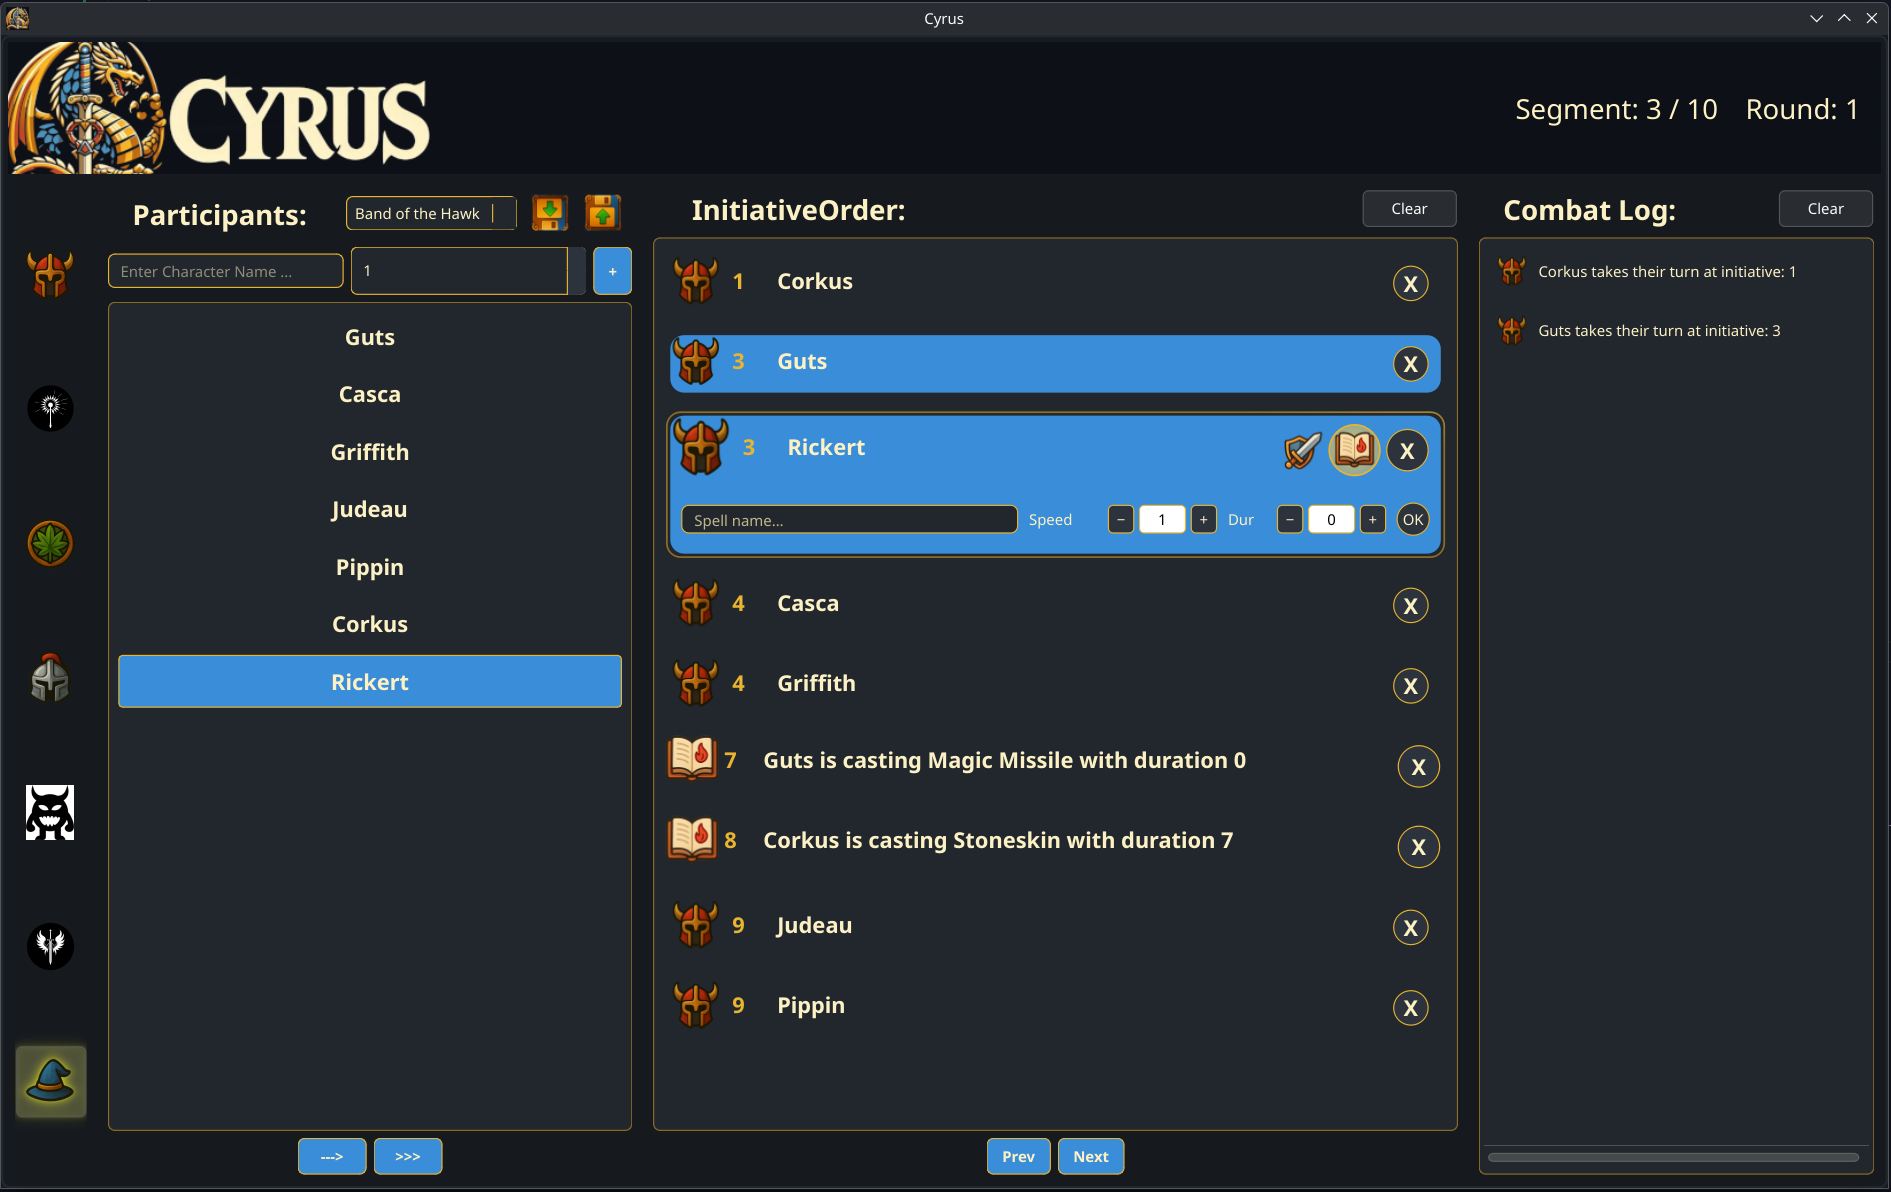 Cyrus
CYRUS
Segment: 3 / 10 Round: 1
Participants:
Band of the Hawk
Enter Character Name ...
1
+
Guts
Casca
Griffith
Judeau
Pippin
Corkus
Rickert
---> >>>
InitiativeOrder:
Clear
1 Corkus X
3 Guts X
3 Rickert X
Spell name... Speed − 1 + Dur − 0 + OK
4 Casca X
4 Griffith X
7 Guts is casting Magic Missile with duration 0 X
8 Corkus is casting Stoneskin with duration 7 X
9 Judeau X
9 Pippin X
Prev Next
Combat Log:
Clear
Corkus takes their turn at initiative: 1
Guts takes their turn at initiative: 3